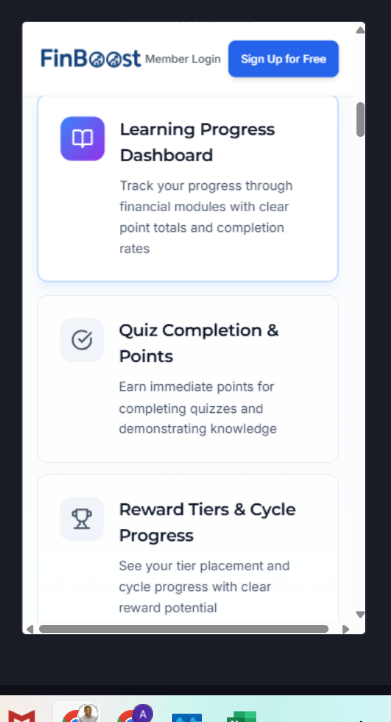 FinBoost Member Login Sign Up for Free
Learning Progress
Dashboard
Track your progress through
financial modules with clear
point totals and completion
rates
Quiz Completion &
Points
Earn immediate points for
completing quizzes and
demonstrating knowledge
Reward Tiers & Cycle
Progress
See your tier placement and
cycle progress with clear
reward potential
A